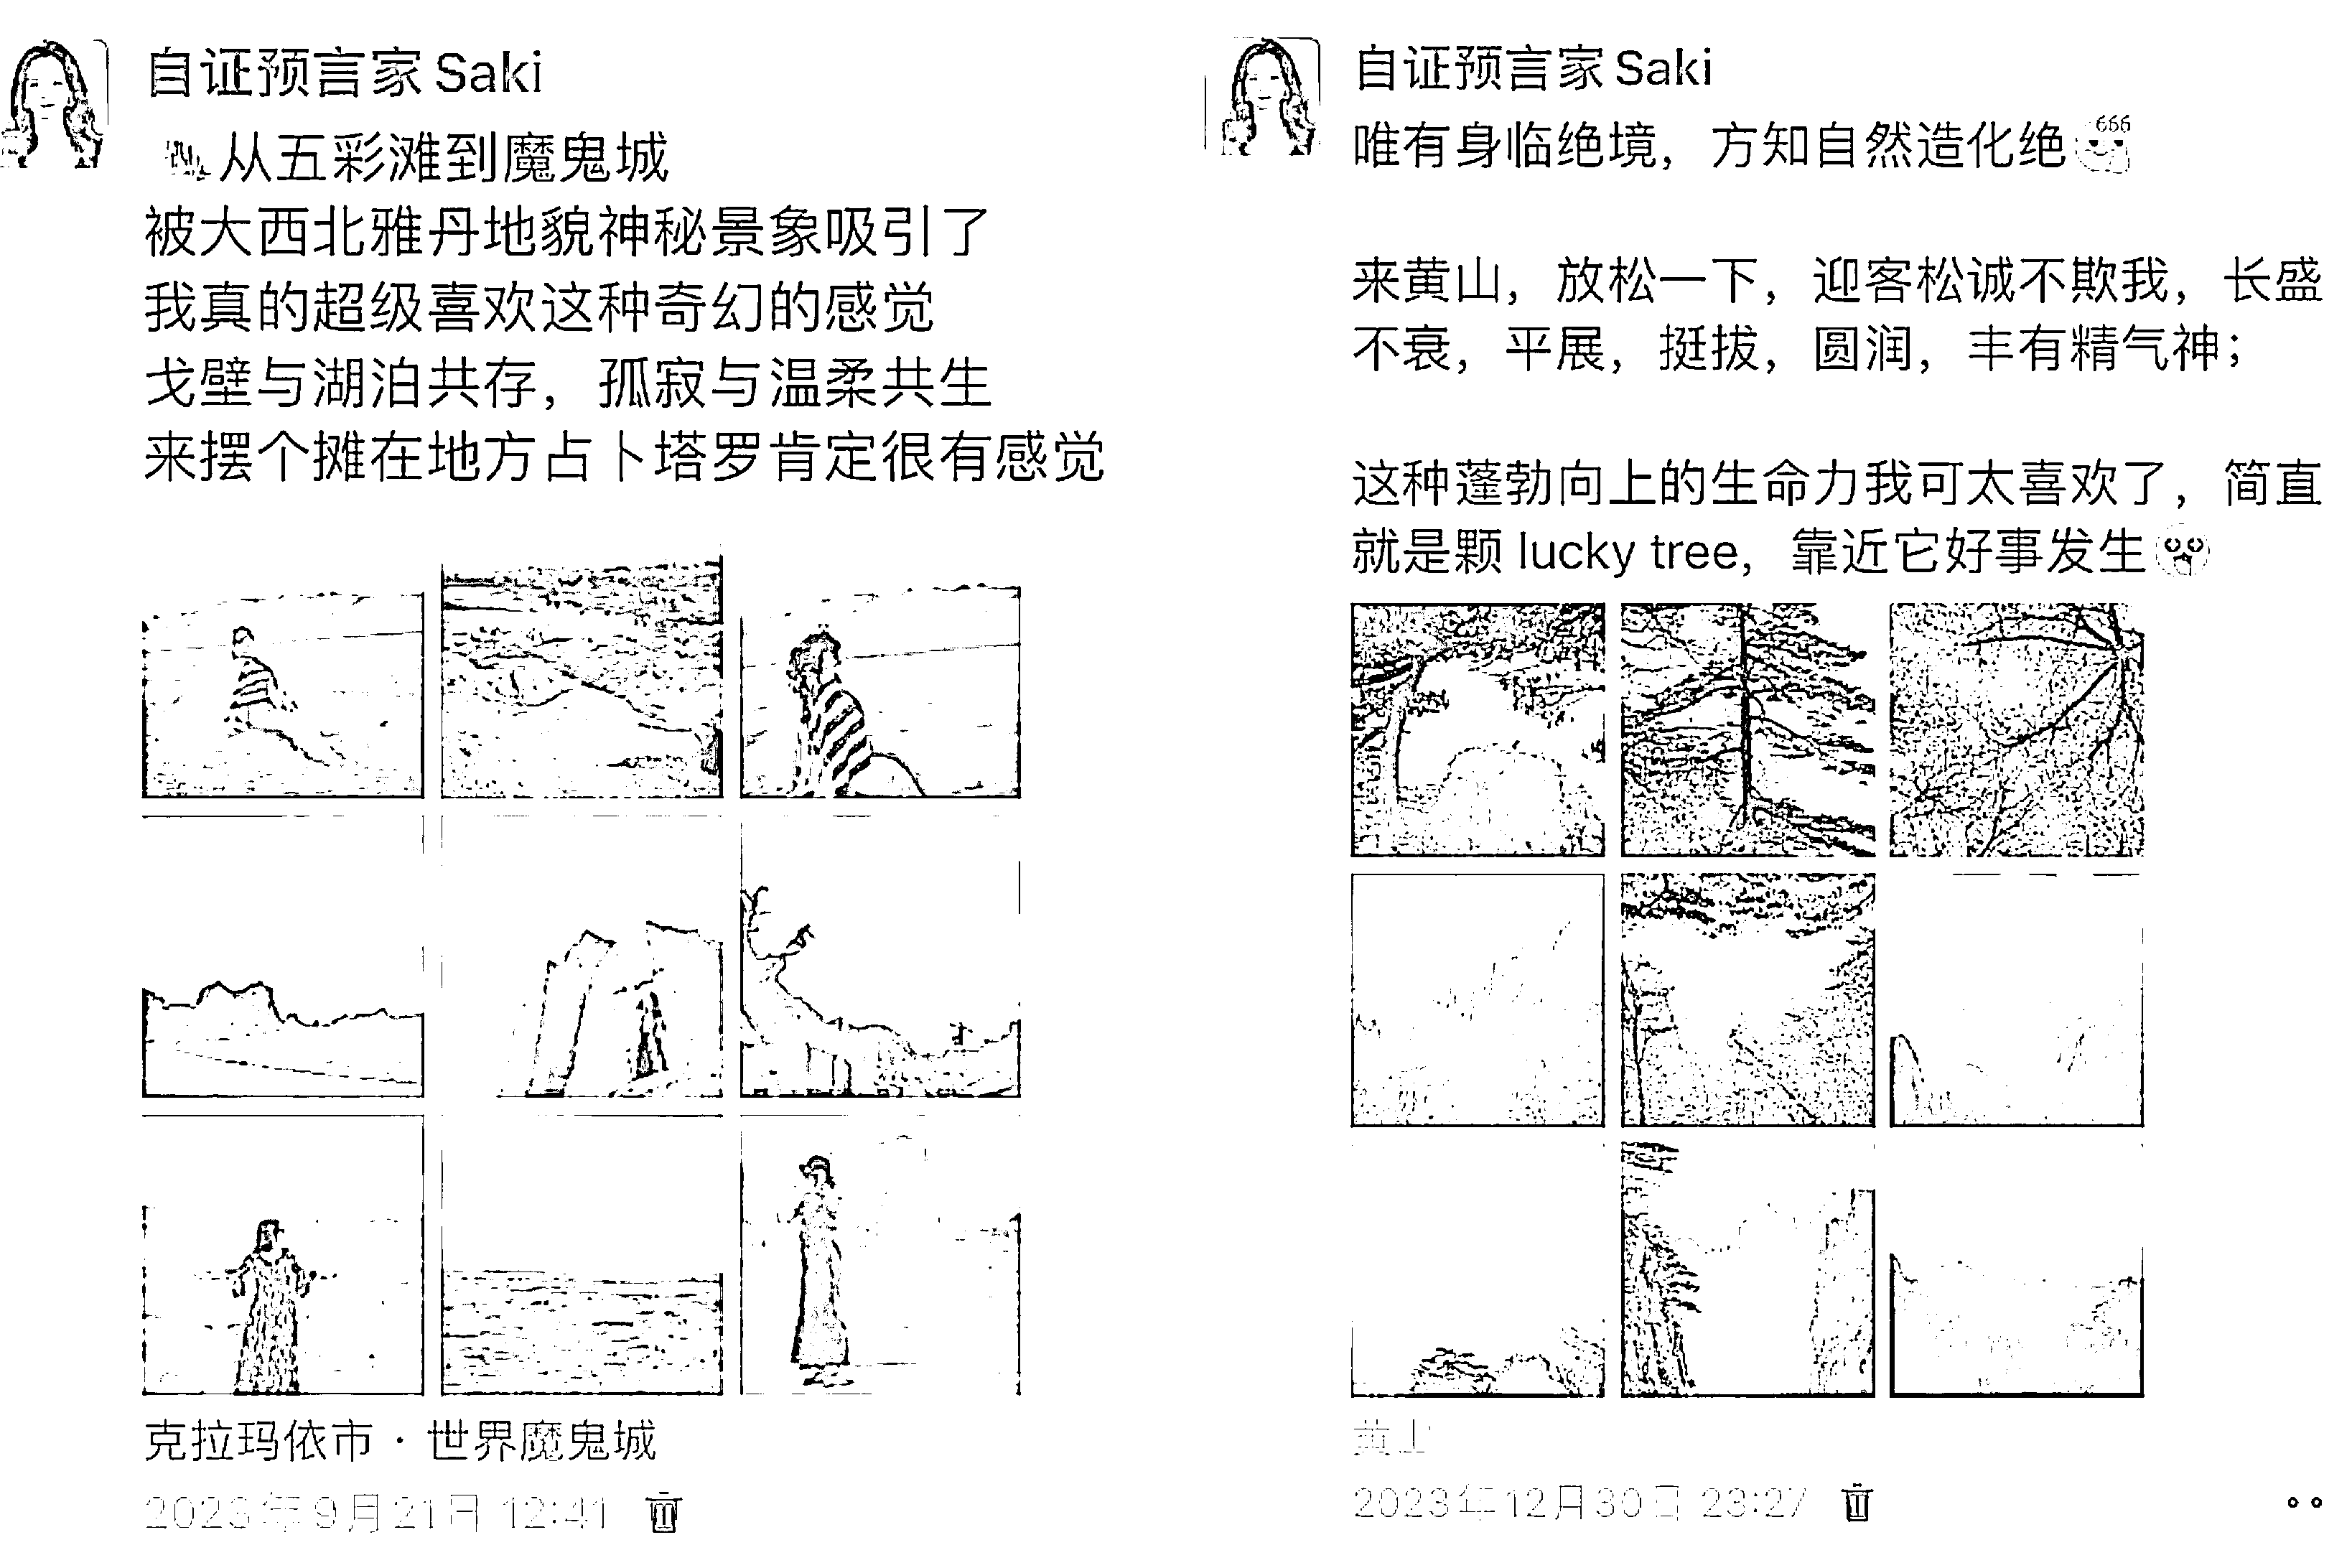 自证预言家 Saki
从五彩滩到魔鬼城
被大西北雅丹地貌神秘景象吸引了
我真的超级喜欢这种奇幻的感觉
戈壁与湖泊共存，孤寂与温柔共生
来摆个摊在地方占卜塔罗肯定很有感觉
克拉玛依市·世界魔鬼城
2023年9月21日 12:41
自证预言家 Saki
唯有身临绝境，方知自然造化绝
666
来黄山，放松一下，迎客松诚不欺我，长盛
不衰，平展，挺拔，圆润，丰有精气神；
这种蓬勃向上的生命力我可太喜欢了，简直
就是颗 lucky tree，靠近它好事发生
黄山
2023年12月30日 23:27